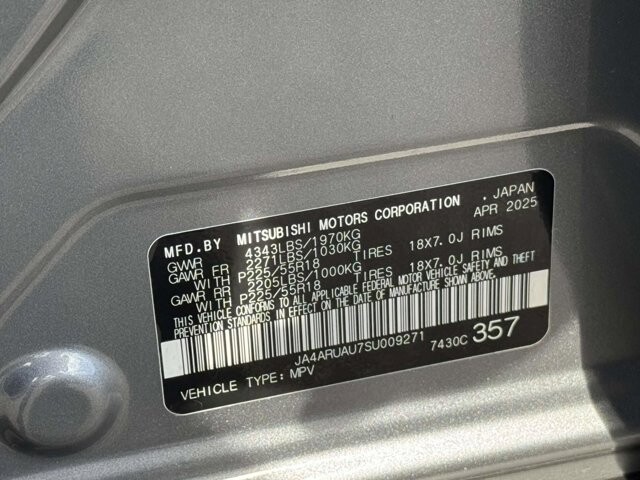 MFD.BY MITSUBISHI MOTORS CORPORATION , JAPAN
GVWR 4343LBS/1970KG APR 2025
GAWR FR 2271LBS/1030KG
WITH P225/55R18 TIRES 18X7.0J RIMS
GAWR RR 2205LBS/1000KG
WITH P225/55R18 TIRES 18X7.0J RIMS
THIS VEHICLE CONFORMS TO ALL APPLICABLE FEDERAL MOTOR VEHICLE SAFETY AND THEFT
PREVENTION STANDARDS IN EFFECT ON THE DATE OF MANUFACTURE SHOWN ABOVE.
JA4ARUAU7SU009271 7430C 357
VEHICLE TYPE: MPV